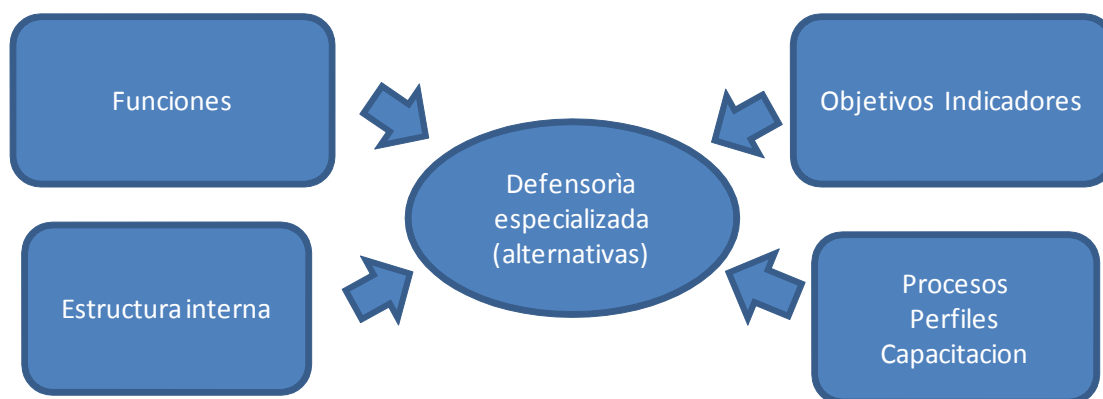 Funciones
Objetivos Indicadores
Defensorìa
especializada
(alternativas)
Estructura interna
Procesos
Perfiles
Capacitacion